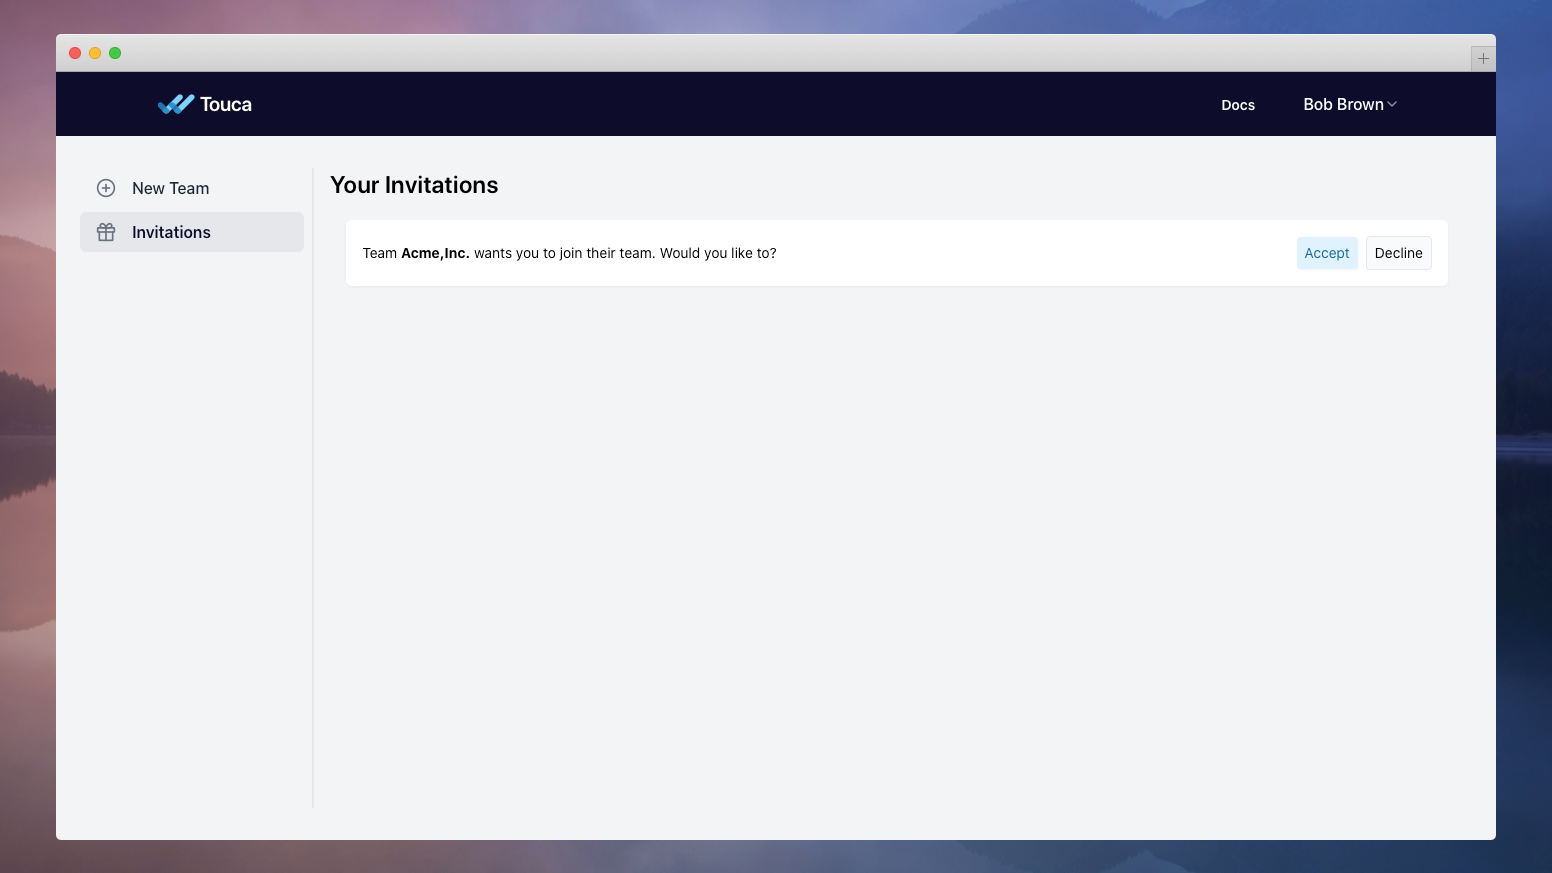 Touca
Docs
Bob Brown
New Team
Invitations
Your Invitations
Team Acme,Inc. wants you to join their team. Would you like to?
Accept
Decline